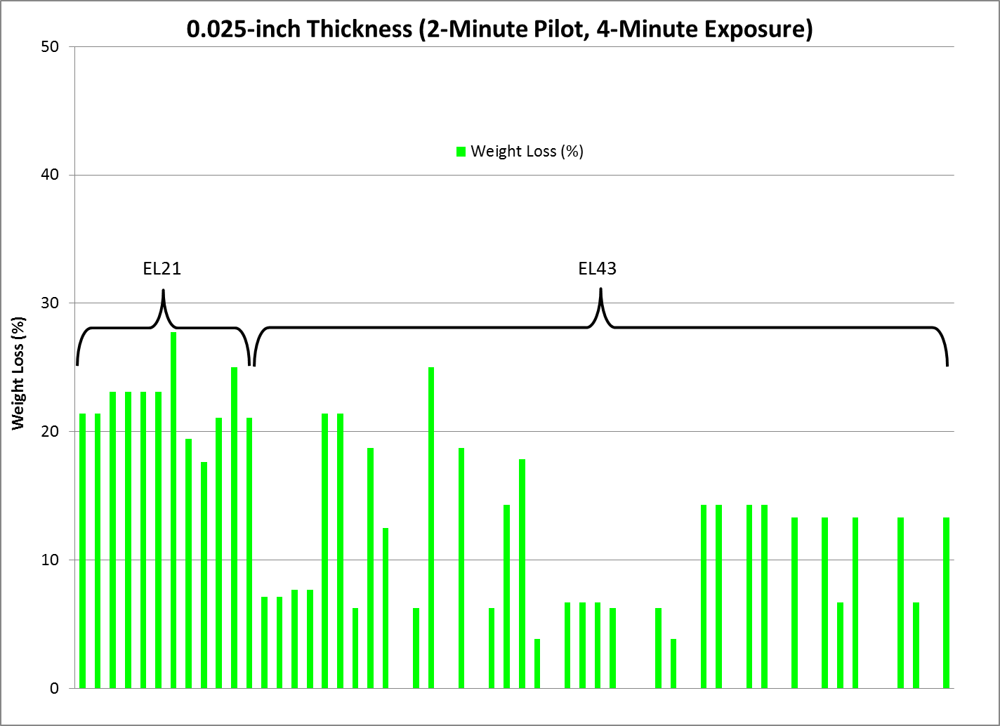 0.025-inch Thickness (2-Minute Pilot, 4-Minute Exposure)
50
Weight Loss (%)
40
EL21
EL43
30
Weight Loss (%)
20
10
0